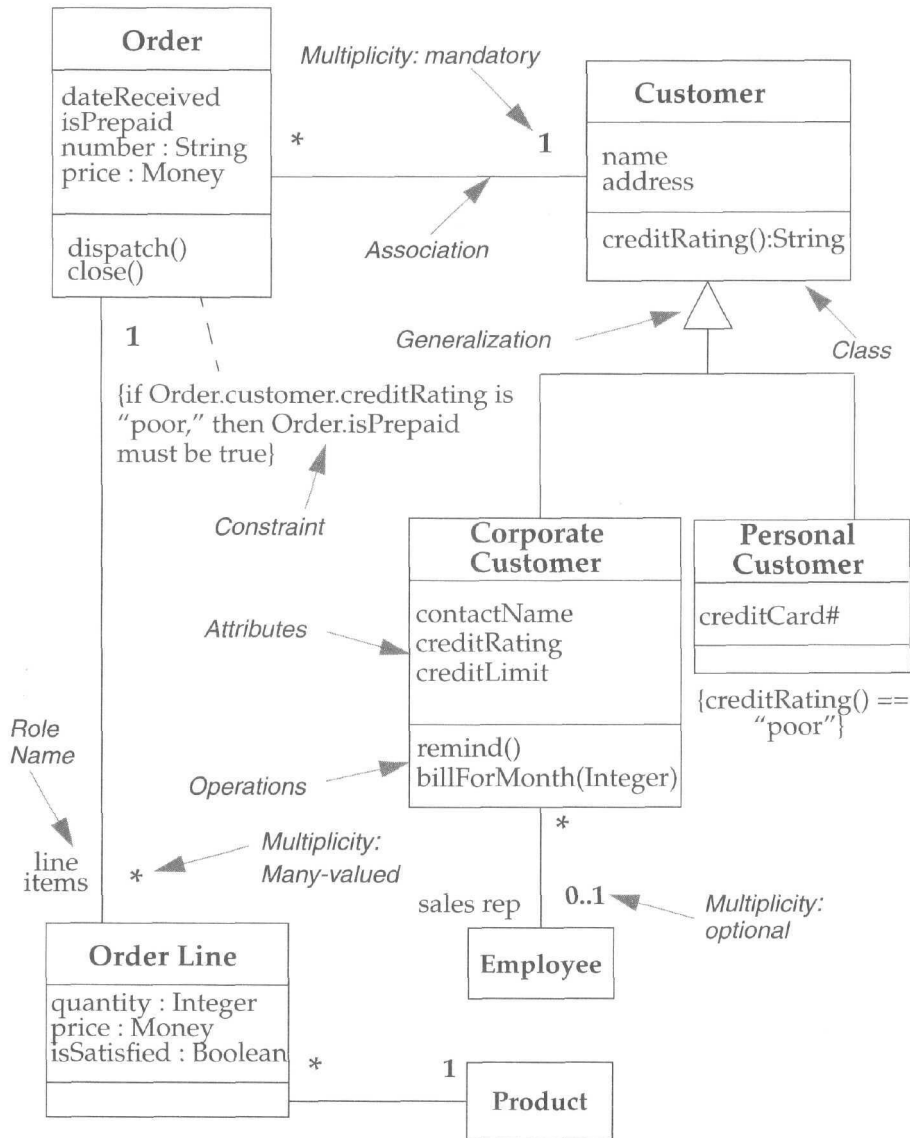 Order
dateReceived
isPrepaid
number : String
price : Money
dispatch()
close()
Multiplicity: mandatory
*
1
Association
Customer
name
address
creditRating():String
Generalization
Class
1
{if Order.customer.creditRating is
“poor,” then Order.isPrepaid
must be true}
Constraint
Corporate
Customer
contactName
creditRating
creditLimit
remind()
billForMonth(Integer)
Personal
Customer
creditCard#
{creditRating() ==
“poor”}
Attributes
Operations
Role
Name
line
items
*
Multiplicity:
Many-valued
*
sales rep
0..1
Multiplicity:
optional
Employee
Order Line
quantity : Integer
price : Money
isSatisfied : Boolean
*
1
Product